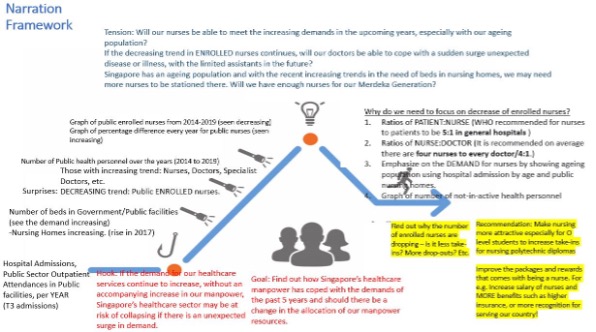 Narration
Framework
Tension: Will our nurses be able to meet the increasing demands in the upcoming years, especially with our ageing
population?
If the decreasing trend in ENROLLED nurses continues, will our doctors be able to cope with a sudden surge unexpected
disease or illness, with the limited assistants in the future?
Singapore has an ageing population and with the recent increasing trends in the need of beds in nursing homes, we may need
more nurses to be stationed there. Will we have enough nurses for our Merdeka Generation?
Graph of public enrolled nurses from 2014-2019 (seen decreasing)
Graph of percentage difference every year for public nurses (seen
increasing)
Number of Public health personnel over the years (2014 to 2019)
Those with increasing trend: Nurses, Doctors, Specialist
Doctors, etc.
Surprises: DECREASING trend: Public ENROLLED nurses.
Number of beds in Government/Public facilities
(see the demand increasing)
-Nursing Homes increasing. (rise in 2017)
Hospital Admissions,
Public Sector Outpatient
Attendances in Public
facilities, per YEAR
(T3 admissions)
Hook: If the demand for our healthcare
services continue to increase, without an
accompanying increase in our manpower,
Singapore's healthcare sector may be at
risk of collapsing if there is an unexpected
surge in demand.
Goal: Find out how Singapore's healthcare
manpower has coped with the demands of
the past 5 years and should there be a
change in the allocation of our manpower
resources.
Why do we need to focus on decrease of enrolled nurses?
1. Ratios of PATIENT:NURSE (WHO recommended for nurses
to patients to be 5:1 in general hospitals )
2. Ratios of NURSE:DOCTOR (it is recommended on average
there are four nurses to every doctor/4:1.)
3. Emphasize on the DEMAND for nurses by showing ageing
population using hospital admission by age and public
nursing homes.
4. Graph of number of not-in-active health personnel
Find out why the number
of enrolled nurses are
dropping – Is it less take-
ins? More drop-outs? Etc.
Recommendation: Make nursing
more attractive especially for O
level students to increase take-ins
for nursing polytechnic diplomas
Improve the packages and rewards
that comes with being a nurse. For
e.g. Increase salary of nurses and
MORE benefits such as higher
insurance, or more recognition for
serving our country!